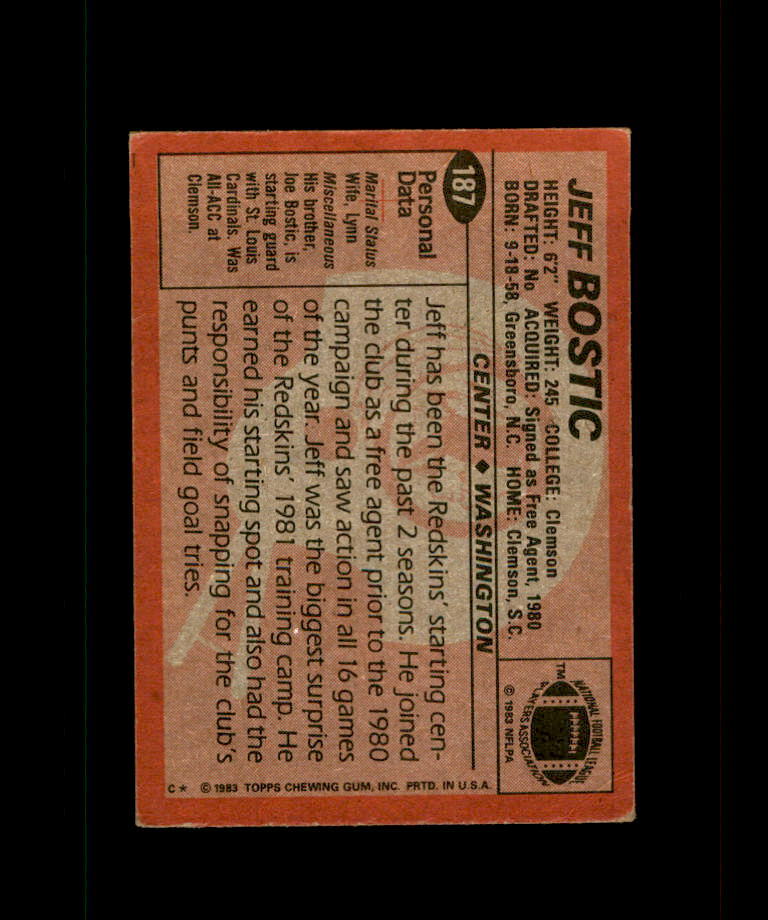 JEFF BOSTIC
HEIGHT: 6'2" WEIGHT: 245 COLLEGE: Clemson
DRAFTED: No ACQUIRED: Signed as Free Agent, 1980
BORN: 9-18-58, Greensboro, N.C. HOME: Clemson, S.C.
TM
NATIONAL FOOTBALL LEAGUE
PLAYERS ASSOCIATION
© 1983 NFLPA
187
CENTER ♦ WASHINGTON
Personal
Data
Marital Status
Wife, Lynn
Miscellaneous
His brother,
Joe Bostic, is
starting guard
with St. Louis
Cardinals. Was
All-ACC at
Clemson.
Jeff has been the Redskins' starting cen-
ter during the past 2 seasons. He joined
the club as a free agent prior to the 1980
campaign and saw action in all 16 games
of the year. Jeff was the biggest surprise
of the Redskins' 1981 training camp. He
earned his starting spot and also had the
responsibility of snapping for the club's
punts and field goal tries.
C* © 1983 TOPPS CHEWING GUM, INC. PRTD. IN U.S.A.